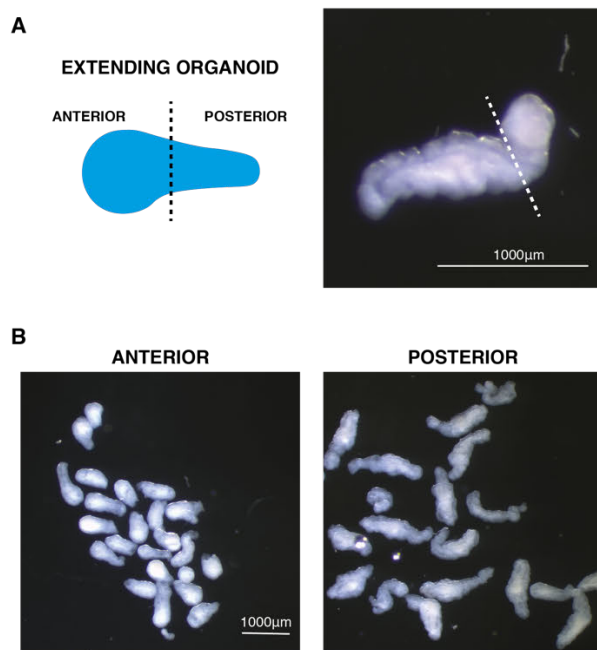 A
EXTENDING ORGANOID
ANTERIOR
POSTERIOR
1000µm
B
ANTERIOR
POSTERIOR
1000µm